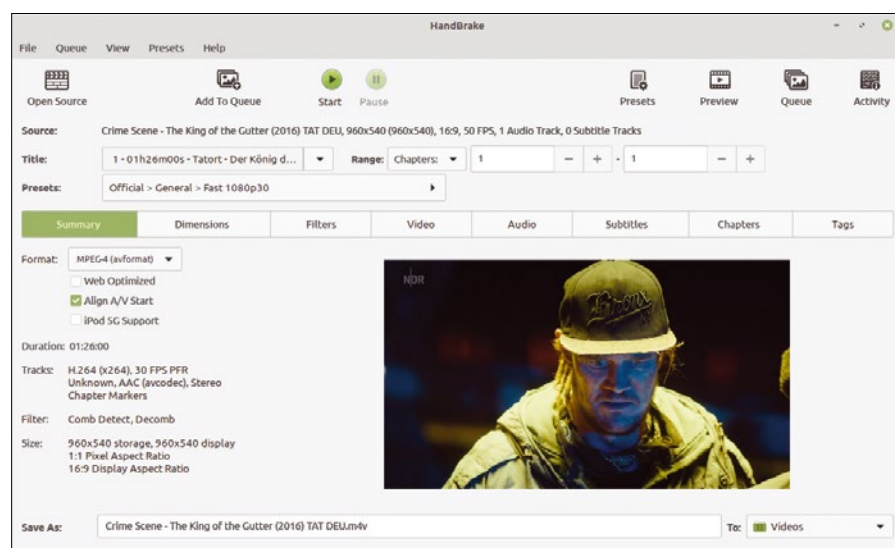 HandBrake
File Queue View Presets Help
Open Source Add To Queue Start Pause Presets Preview Queue Activity
Source: Crime Scene - The King of the Gutter (2016) TAT DEU, 960x540 (960x540), 16:9, 50 FPS, 1 Audio Track, 0 Subtitle Tracks
Title: 1 - 01h26m00s - Tatort - Der König d... Range: Chapters: 1 - + - 1 - +
Presets: Official > General > Fast 1080p30
Summary Dimensions Filters Video Audio Subtitles Chapters Tags
Format: MPEG-4 (avformat)
Web Optimized
Align A/V Start
iPod 5G Support
Duration: 01:26:00
Tracks: H.264 (x264), 30 FPS PFR
Unknown, AAC (avcodec), Stereo
Chapter Markers
Filter: Comb Detect, Decomb
Size: 960x540 storage, 960x540 display
1:1 Pixel Aspect Ratio
16:9 Display Aspect Ratio
NDR
Save As: Crime Scene - The King of the Gutter (2016) TAT DEU.m4v To: Videos